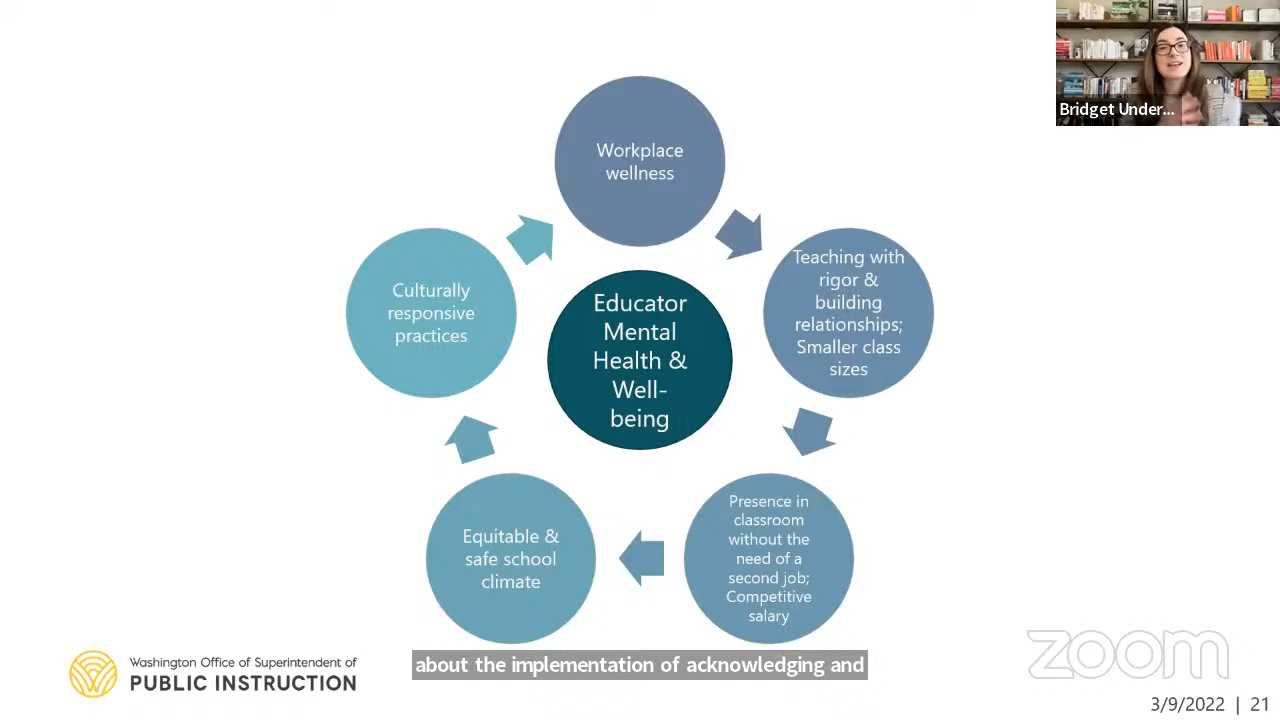 Bridget Under...
Workplace
wellness
Teaching with
rigor &
building
relationships;
Smaller class
sizes
Presence in
classroom
without the
need of a
second job;
Competitive
salary
Equitable &
safe school
climate
Culturally
responsive
practices
Educator
Mental
Health &
Well-
being
about the implementation of acknowledging and
Washington Office of Superintendent of
PUBLIC INSTRUCTION
zoom
3/9/2022 | 21